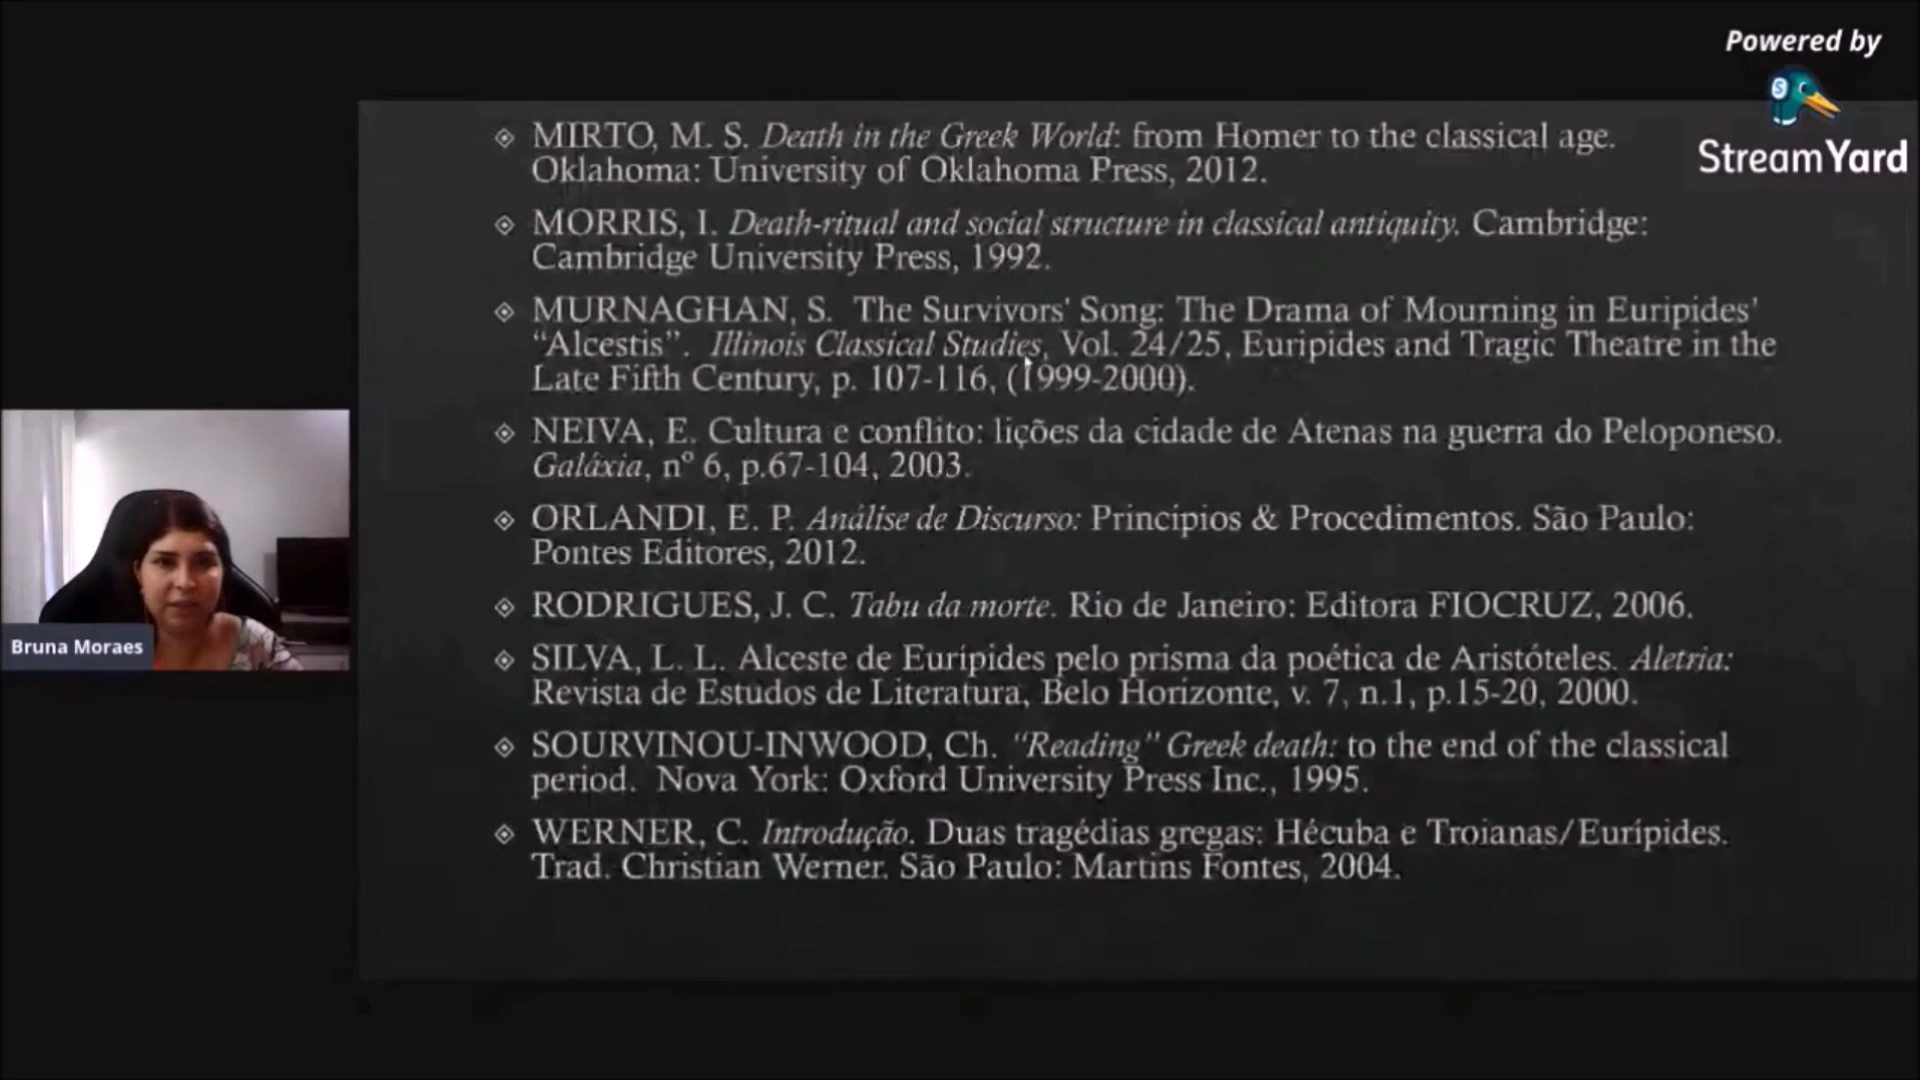 Powered by
StreamYard
MIRTO, M. S. Death in the Greek World: from Homer to the classical age.
Oklahoma: University of Oklahoma Press, 2012.
MORRIS, I. Death-ritual and social structure in classical antiquity. Cambridge:
Cambridge University Press, 1992.
MURNAGHAN, S. The Survivors' Song: The Drama of Mourning in Euripides'
“Alcestis”. Illinois Classical Studies, Vol. 24/25, Euripides and Tragic Theatre in the
Late Fifth Century, p. 107-116, (1999-2000).
NEIVA, E. Cultura e conflito: lições da cidade de Atenas na guerra do Peloponeso.
Galáxia, nº 6, p.67-104, 2003.
ORLANDI, E. P. Análise de Discurso: Principios & Procedimentos. São Paulo:
Pontes Editores, 2012.
RODRIGUES, J. C. Tabu da morte. Rio de Janeiro: Editora FIOCRUZ, 2006.
SILVA, L. L. Alceste de Eurípides pelo prisma da poética de Aristóteles. Aletria:
Revista de Estudos de Literatura, Belo Horizonte, v. 7, n.1, p.15-20, 2000.
SOURVINOU-INWOOD, Ch. “Reading” Greek death: to the end of the classical
period. Nova York: Oxford University Press Inc., 1995.
WERNER, C. Introdução. Duas tragédias gregas: Hécuba e Troianas/Eurípides.
Trad. Christian Werner. São Paulo: Martins Fontes, 2004.
Bruna Moraes